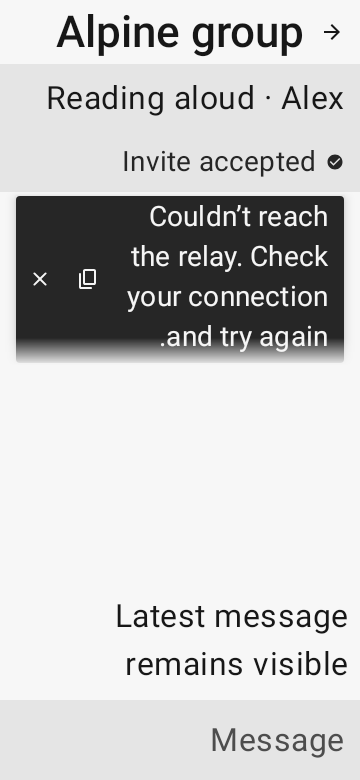 Alpine group
Reading aloud · Alex
Invite accepted
Couldn’t reach
the relay. Check
your connection
.and try again
Latest message
remains visible
Message